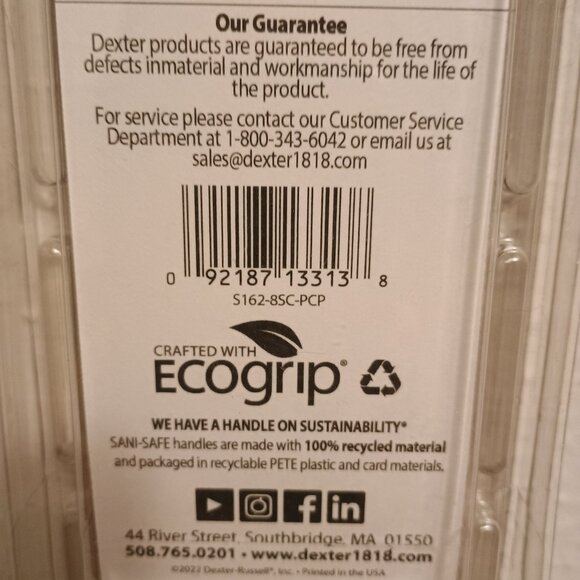 Our Guarantee
Dexter products are guaranteed to be free from
defects inmaterial and workmanship for the life of
the product.
For service please contact our Customer Service
Department at 1-800-343-6042 or email us at
sales@dexter1818.com
0 92187 13313 8
S162-8SC-PCP
CRAFTED WITH
ECOgrip®
WE HAVE A HANDLE ON SUSTAINABILITY®
SANI-SAFE handles are made with 100% recycled material
and packaged in recyclable PETE plastic and card materials.
f in
44 River Street, Southbridge, MA 01550
508.765.0201 • www.dexter1818.com
©2022 Dexter-Russell®, Inc. • Printed in the USA